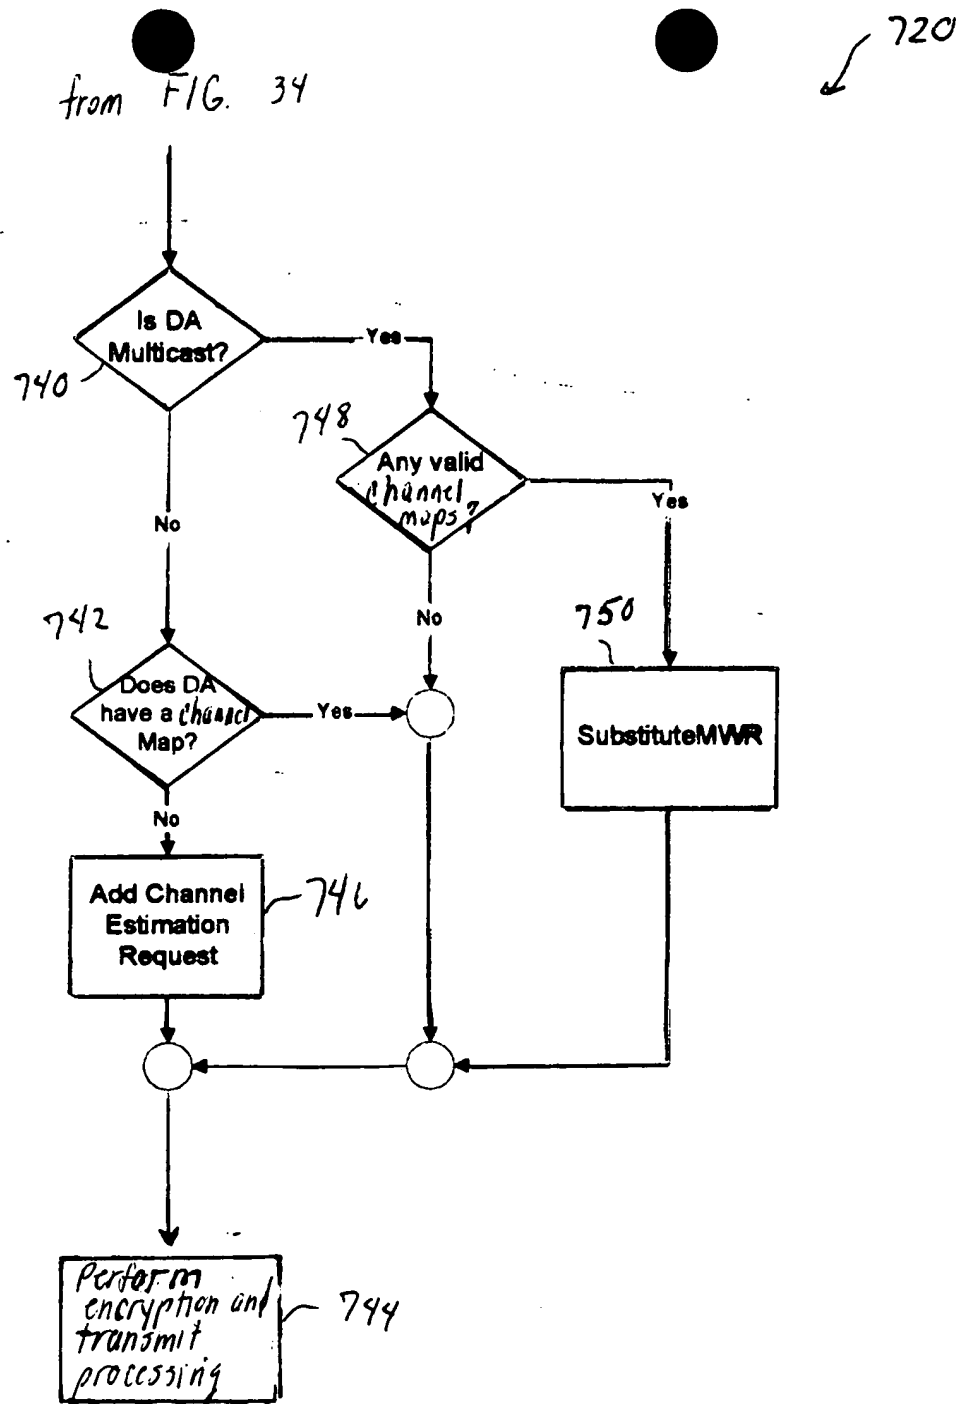 720
from FIG. 34
Is DA
Multicast?
740
Yes
748
Any valid
channel
maps?
Yes
No
No
742
750
Does DA
have a channel
Map?
Yes
SubstituteMWR
No
Add Channel
Estimation
Request
746
Perform
encryption and
transmit
processing
744